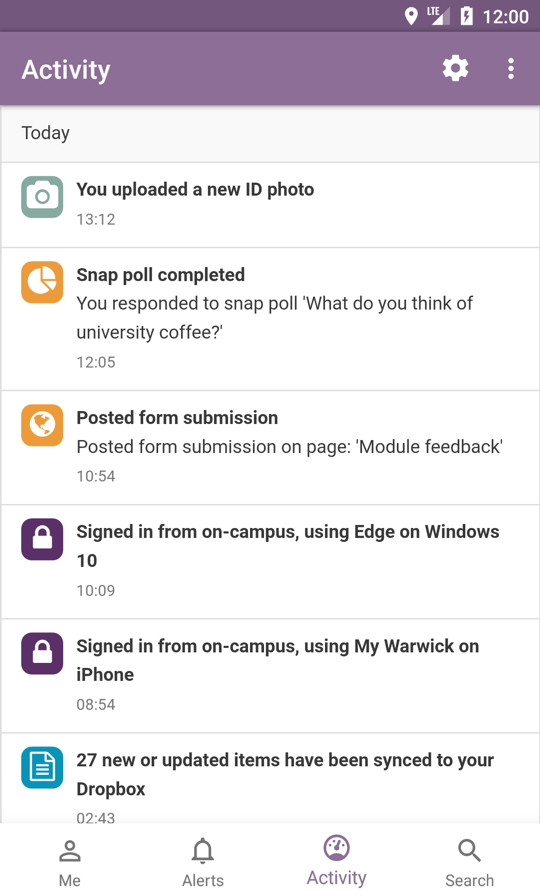 LTE 12:00
Activity
Today
You uploaded a new ID photo
13:12
Snap poll completed
You responded to snap poll 'What do you think of
university coffee?'
12:05
Posted form submission
Posted form submission on page: 'Module feedback'
10:54
Signed in from on-campus, using Edge on Windows
10
10:09
Signed in from on-campus, using My Warwick on
iPhone
08:54
27 new or updated items have been synced to your
Dropbox
02:43
Me Alerts Activity Search